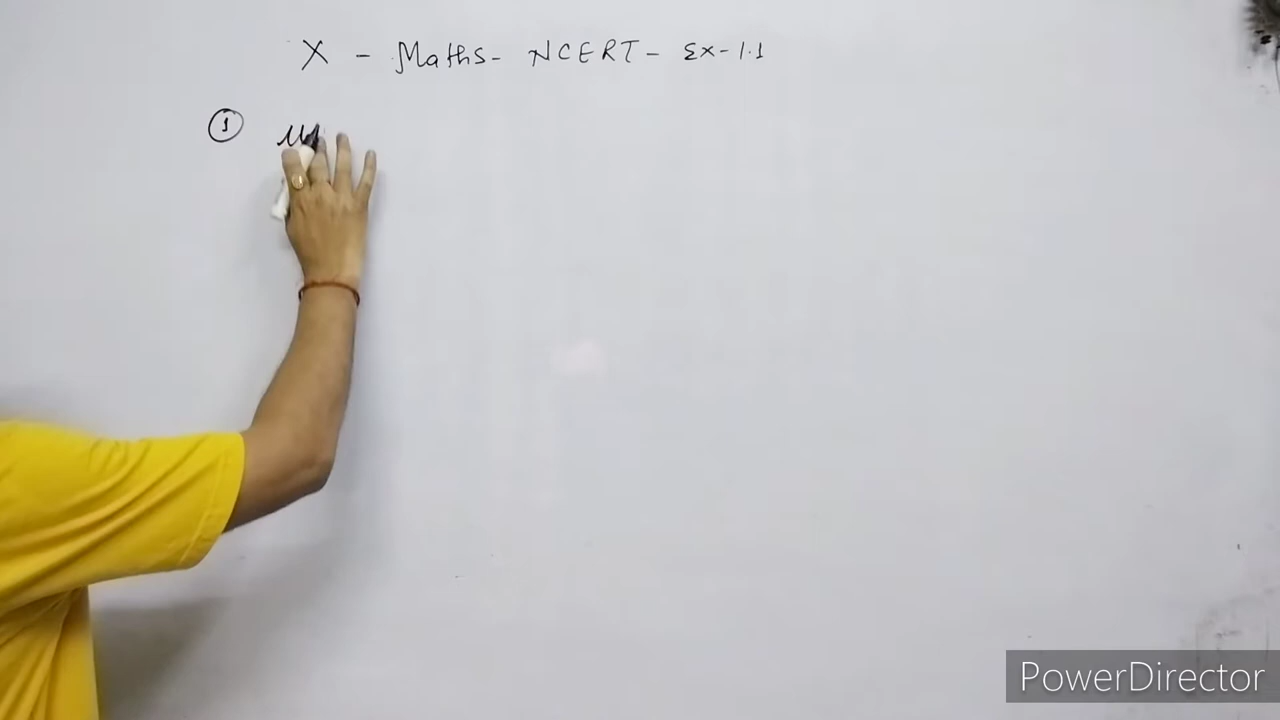 X - Maths - NCERT - Ex-1.1
①
PowerDirector